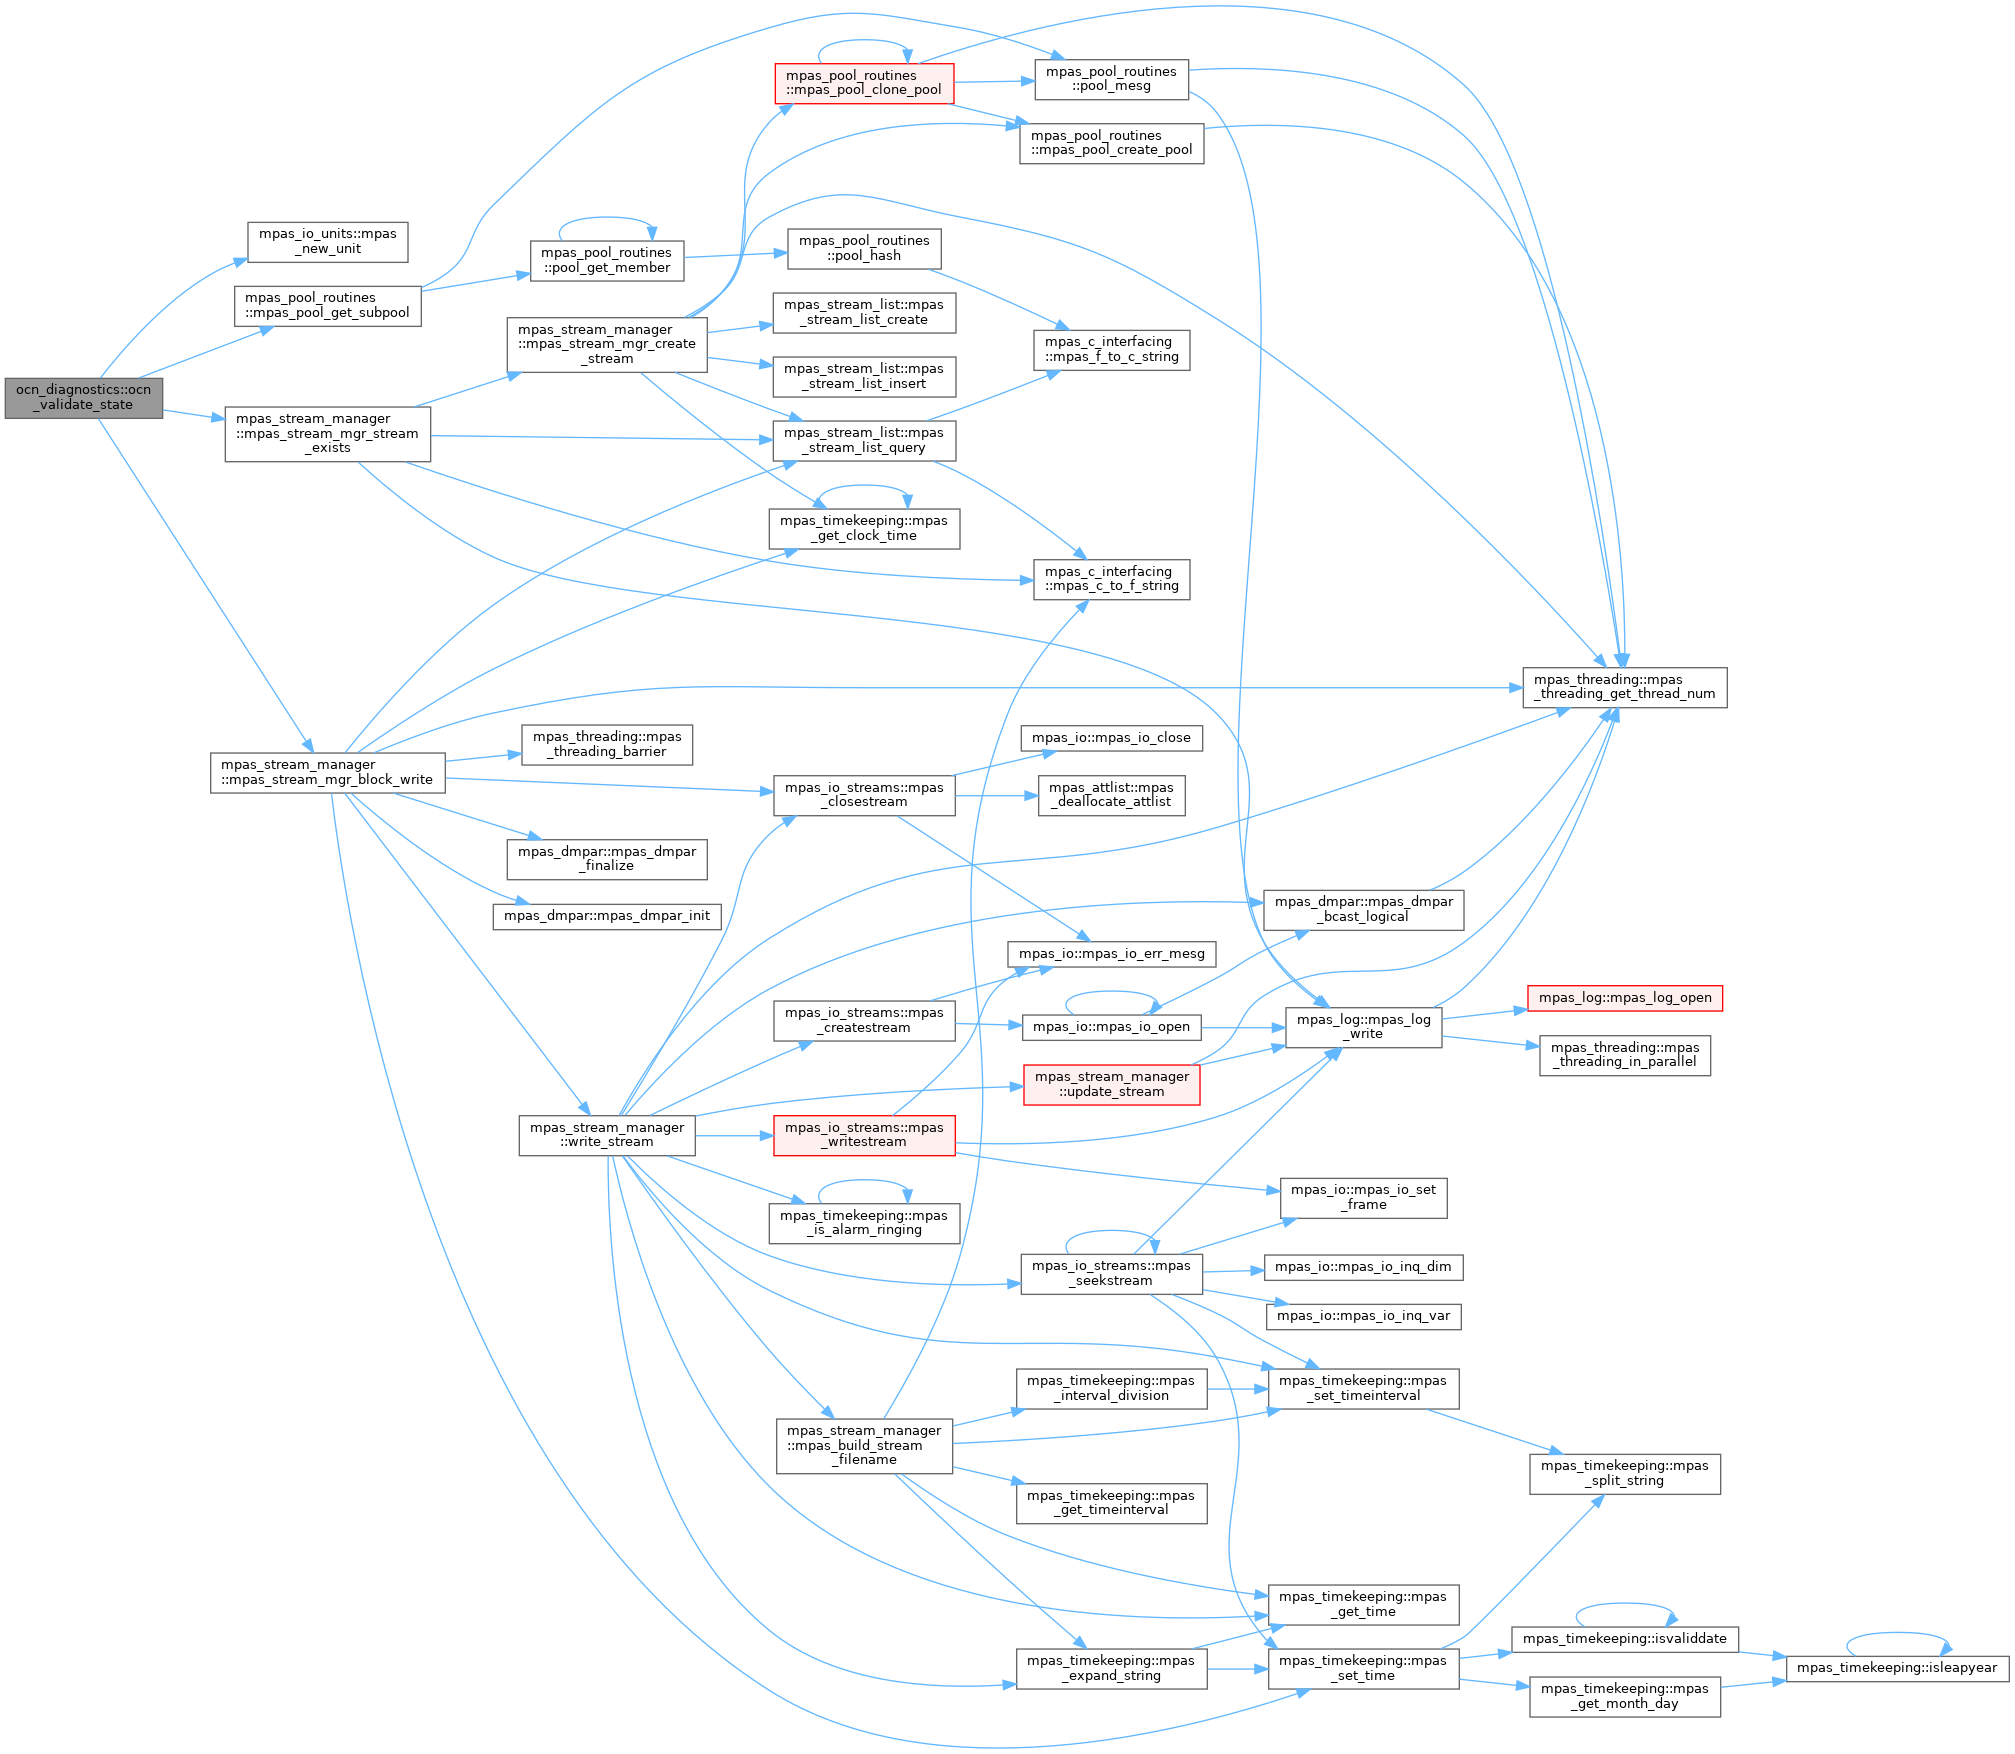 ocn_diagnostics::ocn
_validate_state
mpas_io_units::mpas
_new_unit
mpas_pool_routines
::mpas_pool_get_subpool
mpas_stream_manager
::mpas_stream_mgr_stream
_exists
mpas_stream_manager
::mpas_stream_mgr_block_write
mpas_pool_routines
::pool_get_member
mpas_stream_manager
::mpas_stream_mgr_create
_stream
mpas_threading::mpas
_threading_barrier
mpas_dmpar::mpas_dmpar
_finalize
mpas_dmpar::mpas_dmpar_init
mpas_stream_manager
::write_stream
mpas_pool_routines
::mpas_pool_clone_pool
mpas_pool_routines
::pool_hash
mpas_stream_list::mpas
_stream_list_create
mpas_stream_list::mpas
_stream_list_insert
mpas_stream_list::mpas
_stream_list_query
mpas_timekeeping::mpas
_get_clock_time
mpas_io_streams::mpas
_closestream
mpas_io_streams::mpas
_createstream
mpas_io_streams::mpas
_writestream
mpas_timekeeping::mpas
_is_alarm_ringing
mpas_stream_manager
::mpas_build_stream
_filename
mpas_pool_routines
::pool_mesg
mpas_pool_routines
::mpas_pool_create_pool
mpas_c_interfacing
::mpas_f_to_c_string
mpas_c_interfacing
::mpas_c_to_f_string
mpas_io::mpas_io_close
mpas_attlist::mpas
_deallocate_attlist
mpas_io::mpas_io_err_mesg
mpas_io::mpas_io_open
mpas_stream_manager
::update_stream
mpas_io_streams::mpas
_seekstream
mpas_timekeeping::mpas
_interval_division
mpas_timekeeping::mpas
_get_timeinterval
mpas_timekeeping::mpas
_expand_string
mpas_dmpar::mpas_dmpar
_bcast_logical
mpas_log::mpas_log
_write
mpas_io::mpas_io_set
_frame
mpas_io::mpas_io_inq_dim
mpas_io::mpas_io_inq_var
mpas_timekeeping::mpas
_set_timeinterval
mpas_timekeeping::mpas
_get_time
mpas_timekeeping::mpas
_set_time
mpas_threading::mpas
_threading_get_thread_num
mpas_log::mpas_log_open
mpas_threading::mpas
_threading_in_parallel
mpas_timekeeping::mpas
_split_string
mpas_timekeeping::isvaliddate
mpas_timekeeping::mpas
_get_month_day
mpas_timekeeping::isleapyear